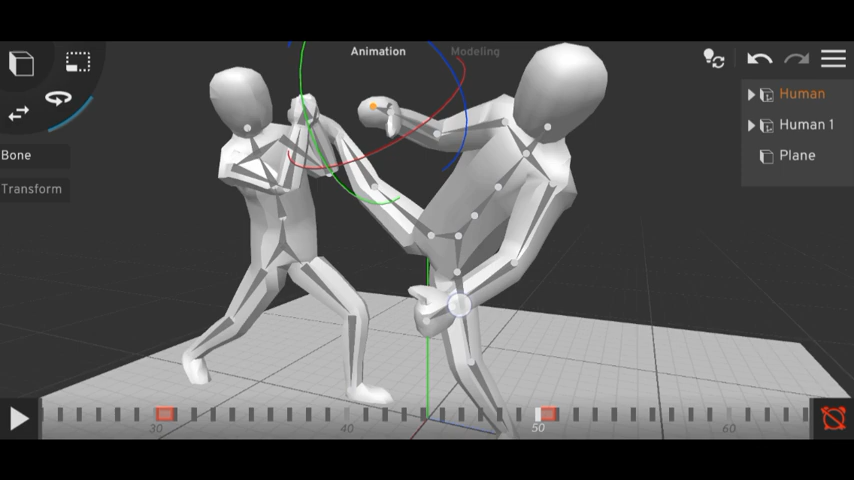 Animation
Modeling
Human
Human 1
Plane
Bone
Transform
30
40
50
60